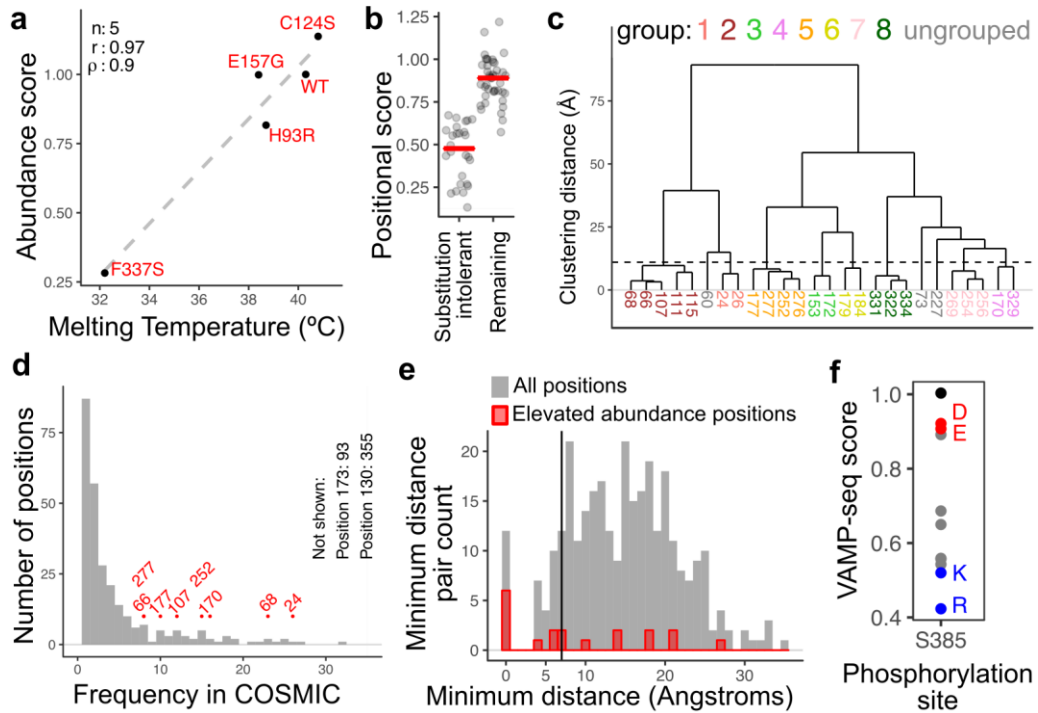 a
n: 5
r : 0.97
ρ : 0.9
C124S
E157G
WT
H93R
F337S
1.00
0.75
0.50
0.25
32 34 36 38 40
Abundance score
Melting Temperature (ºC)
b
1.25
1.00
0.75
0.50
0.25
Positional score
Substitution intolerant
Remaining
c
group: 1 2 3 4 5 6 7 8 ungrouped
75
50
25
0
Clustering distance (Å)
68 66 107 111 115 60 24 26 177 277 252 276 153 172 179 184 331 322 334 73 227 269 254 256 170 329
d
75
50
25
0
Number of positions
277 252
66 177 107 170 68 24
Not shown:
Position 173: 93
Position 130: 355
0 10 20 30
Frequency in COSMIC
e
All positions
Elevated abundance positions
20
15
10
5
0
Minimum distance
pair count
0 5 10 20 30
Minimum distance (Angstroms)
f
1.0
0.8
0.6
0.4
VAMP-seq score
D
E
K
R
S385
Phosphorylation
site